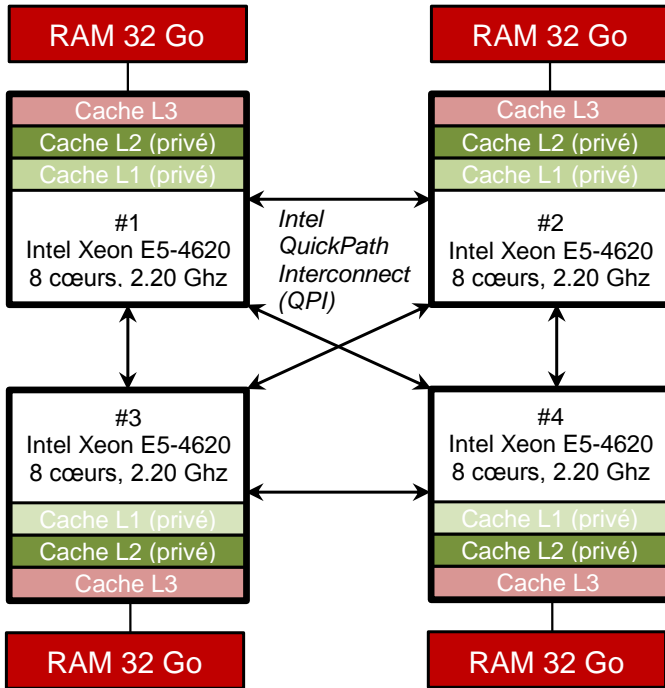 RAM 32 Go
RAM 32 Go
Cache L3
Cache L2 (privé)
Cache L1 (privé)
#1
Intel Xeon E5-4620
8 cœurs, 2.20 Ghz
Cache L3
Cache L2 (privé)
Cache L1 (privé)
#2
Intel Xeon E5-4620
8 cœurs, 2.20 Ghz
Intel
QuickPath
Interconnect
(QPI)
#3
Intel Xeon E5-4620
8 cœurs, 2.20 Ghz
Cache L1 (privé)
Cache L2 (privé)
Cache L3
#4
Intel Xeon E5-4620
8 cœurs, 2.20 Ghz
Cache L1 (privé)
Cache L2 (privé)
Cache L3
RAM 32 Go
RAM 32 Go